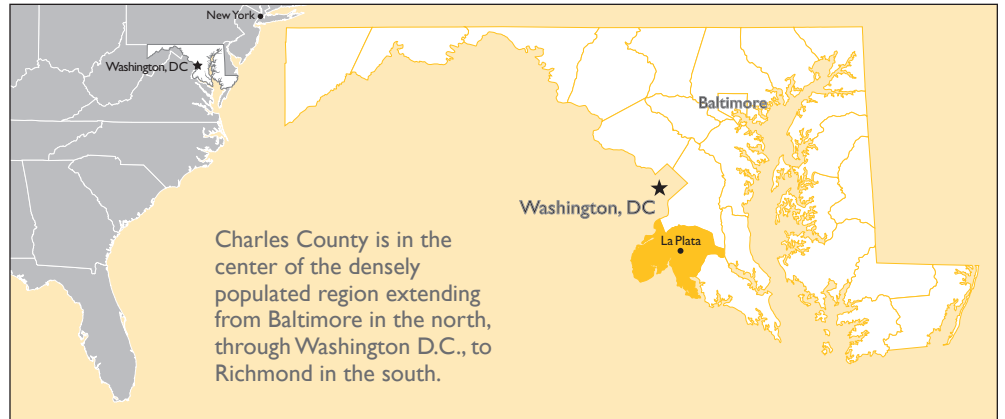 New York
Washington, DC
Baltimore
Washington, DC
La Plata
Charles County is in the
center of the densely
populated region extending
from Baltimore in the north,
through Washington D.C., to
Richmond in the south.